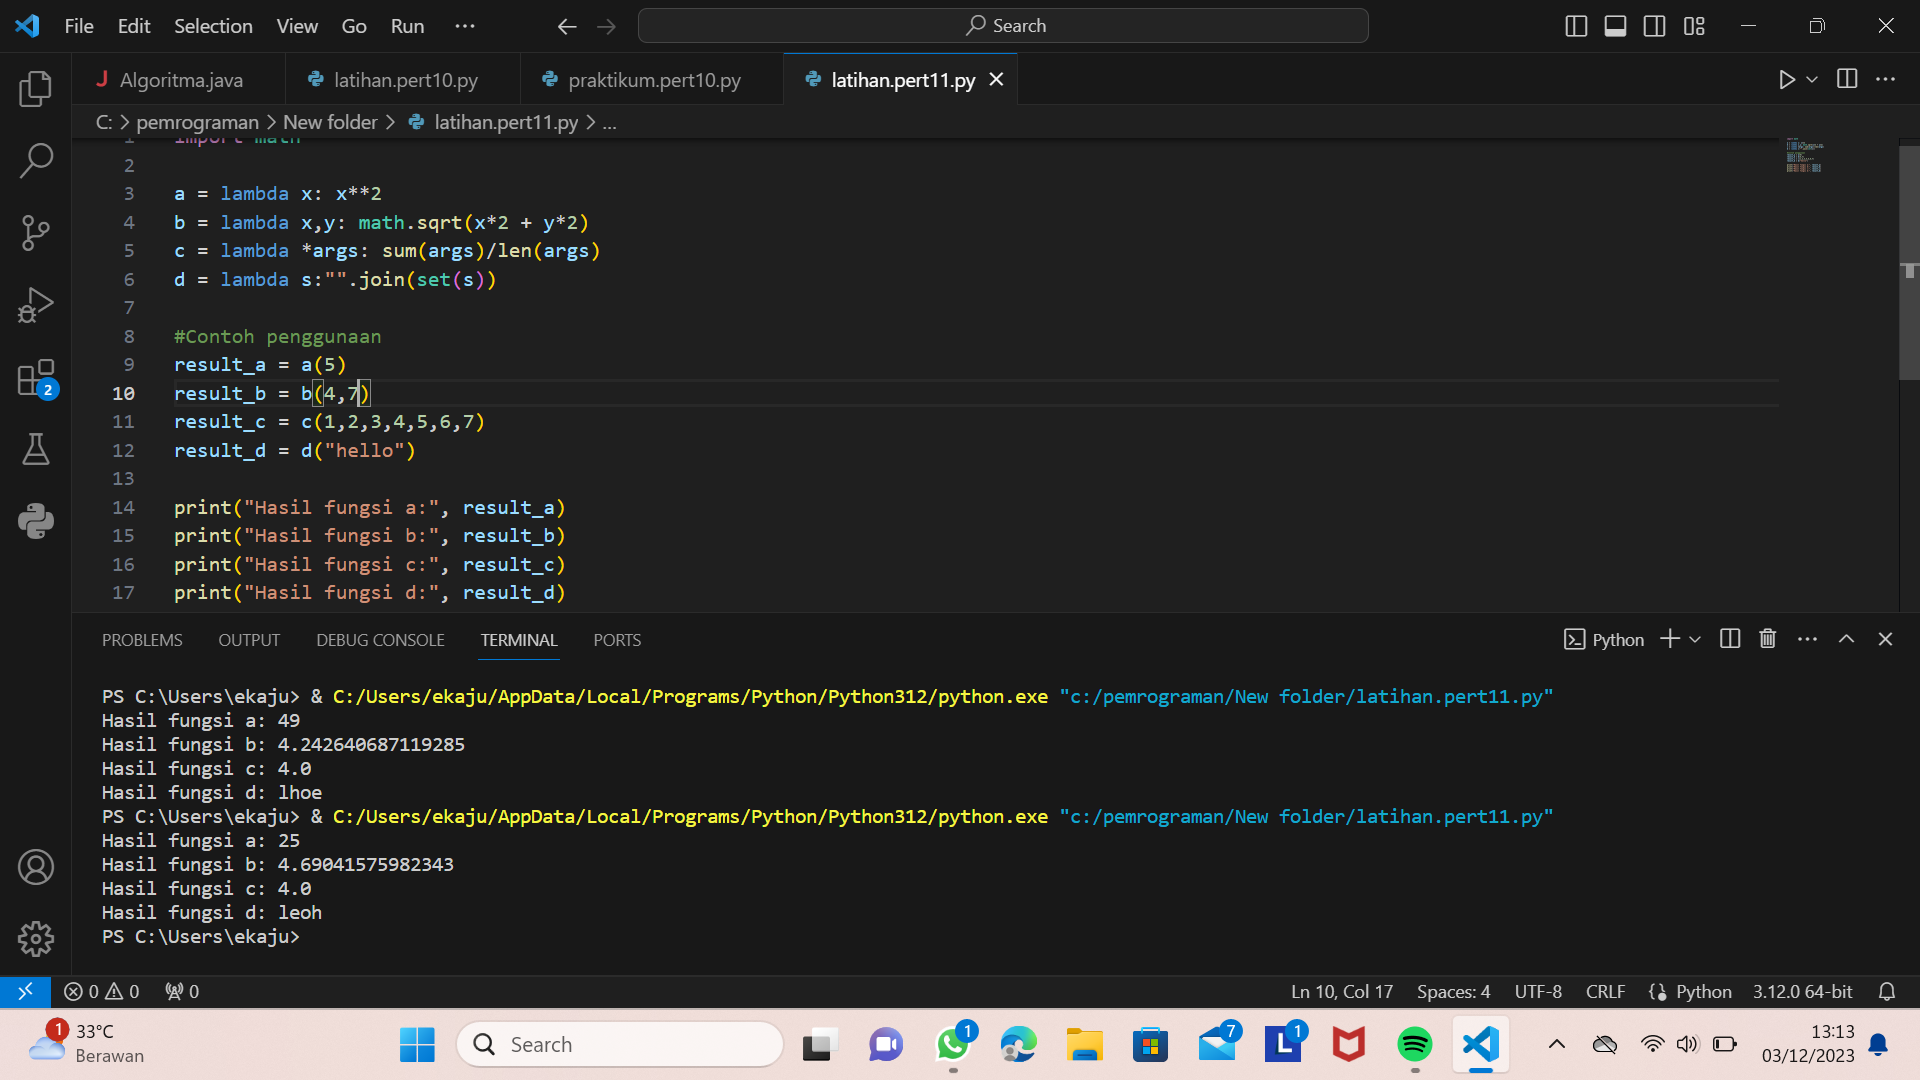 File Edit Selection View Go Run ···
Search
Algoritma.java latihan.pert10.py praktikum.pert10.py latihan.pert11.py
C: > pemrograman > New folder > latihan.pert11.py > ...
1 import math
2
3 a = lambda x: x**2
4 b = lambda x,y: math.sqrt(x*2 + y*2)
5 c = lambda *args: sum(args)/len(args)
6 d = lambda s:"".join(set(s))
7
8 #Contoh penggunaan
9 result_a = a(5)
10 result_b = b(4,7)
11 result_c = c(1,2,3,4,5,6,7)
12 result_d = d("hello")
13
14 print("Hasil fungsi a:", result_a)
15 print("Hasil fungsi b:", result_b)
16 print("Hasil fungsi c:", result_c)
17 print("Hasil fungsi d:", result_d)
2
PROBLEMS OUTPUT DEBUG CONSOLE TERMINAL PORTS
Python
PS C:\Users\ekaju> & C:/Users/ekaju/AppData/Local/Programs/Python/Python312/python.exe "c:/pemrograman/New folder/latihan.pert11.py"
Hasil fungsi a: 49
Hasil fungsi b: 4.242640687119285
Hasil fungsi c: 4.0
Hasil fungsi d: lhoe
PS C:\Users\ekaju> & C:/Users/ekaju/AppData/Local/Programs/Python/Python312/python.exe "c:/pemrograman/New folder/latihan.pert11.py"
Hasil fungsi a: 25
Hasil fungsi b: 4.69041575982343
Hasil fungsi c: 4.0
Hasil fungsi d: leoh
PS C:\Users\ekaju>
0 0 0
Ln 10, Col 17 Spaces: 4 UTF-8 CRLF Python 3.12.0 64-bit
1 33°C
Berawan
Search
1 7 L 1
13:13
03/12/2023